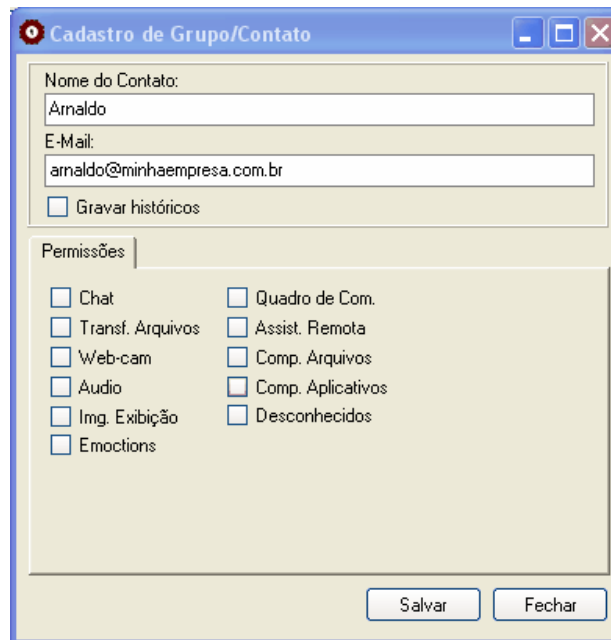 Cadastro de Grupo/Contato
Nome do Contato:
Arnaldo
E-Mail:
arnaldo@minhaempresa.com.br
Gravar históricos
Permissões
Chat
Quadro de Com.
Transf. Arquivos
Assist. Remota
Web-cam
Comp. Arquivos
Audio
Comp. Aplicativos
Img. Exibição
Desconhecidos
Emoctions
Salvar
Fechar